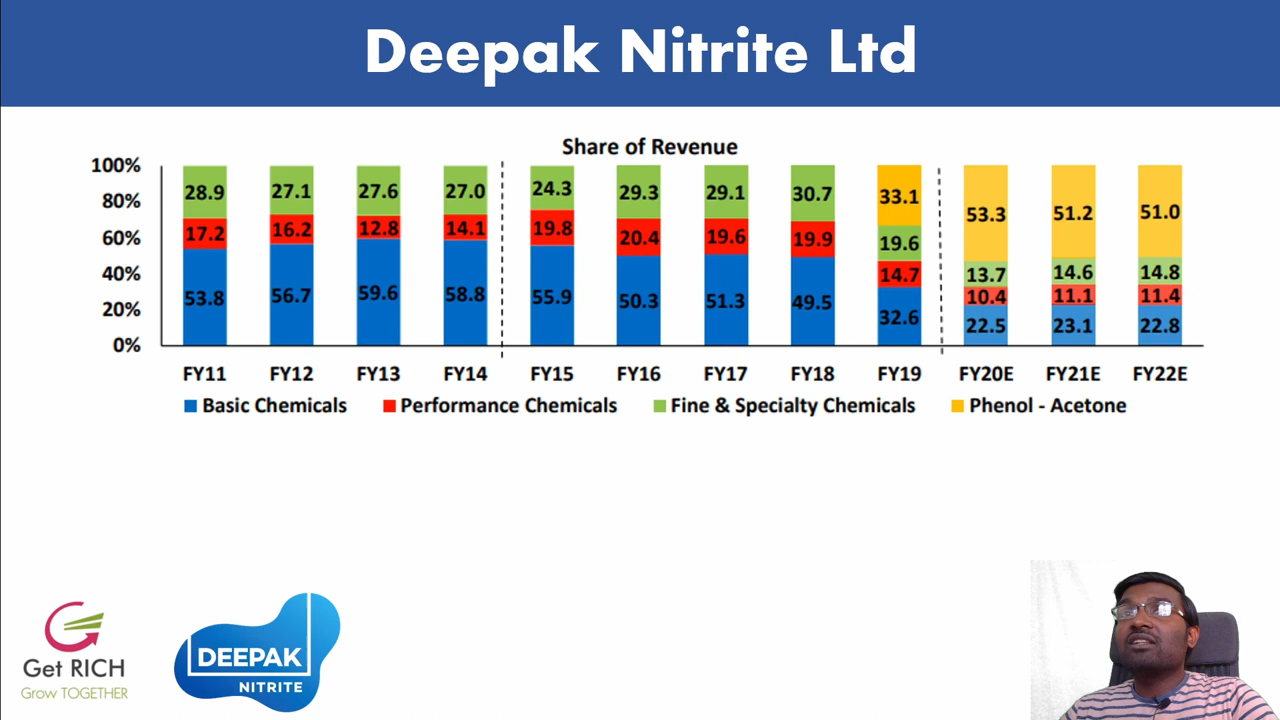 Deepak Nitrite Ltd
Share of Revenue
100%
80%
60%
40%
20%
0%
28.9 27.1 27.6 27.0 24.3 29.3 29.1 30.7 33.1 53.3 51.2 51.0
17.2 16.2 12.8 14.1 19.8 20.4 19.6 19.9 19.6 13.7 14.6 14.8
14.7 10.4 11.1 11.4
53.8 56.7 59.6 58.8 55.9 50.3 51.3 49.5 32.6 22.5 23.1 22.8
FY11 FY12 FY13 FY14 FY15 FY16 FY17 FY18 FY19 FY20E FY21E FY22E
Basic Chemicals Performance Chemicals Fine & Specialty Chemicals Phenol - Acetone
Get RICH
Grow TOGETHER
DEEPAK
NITRITE